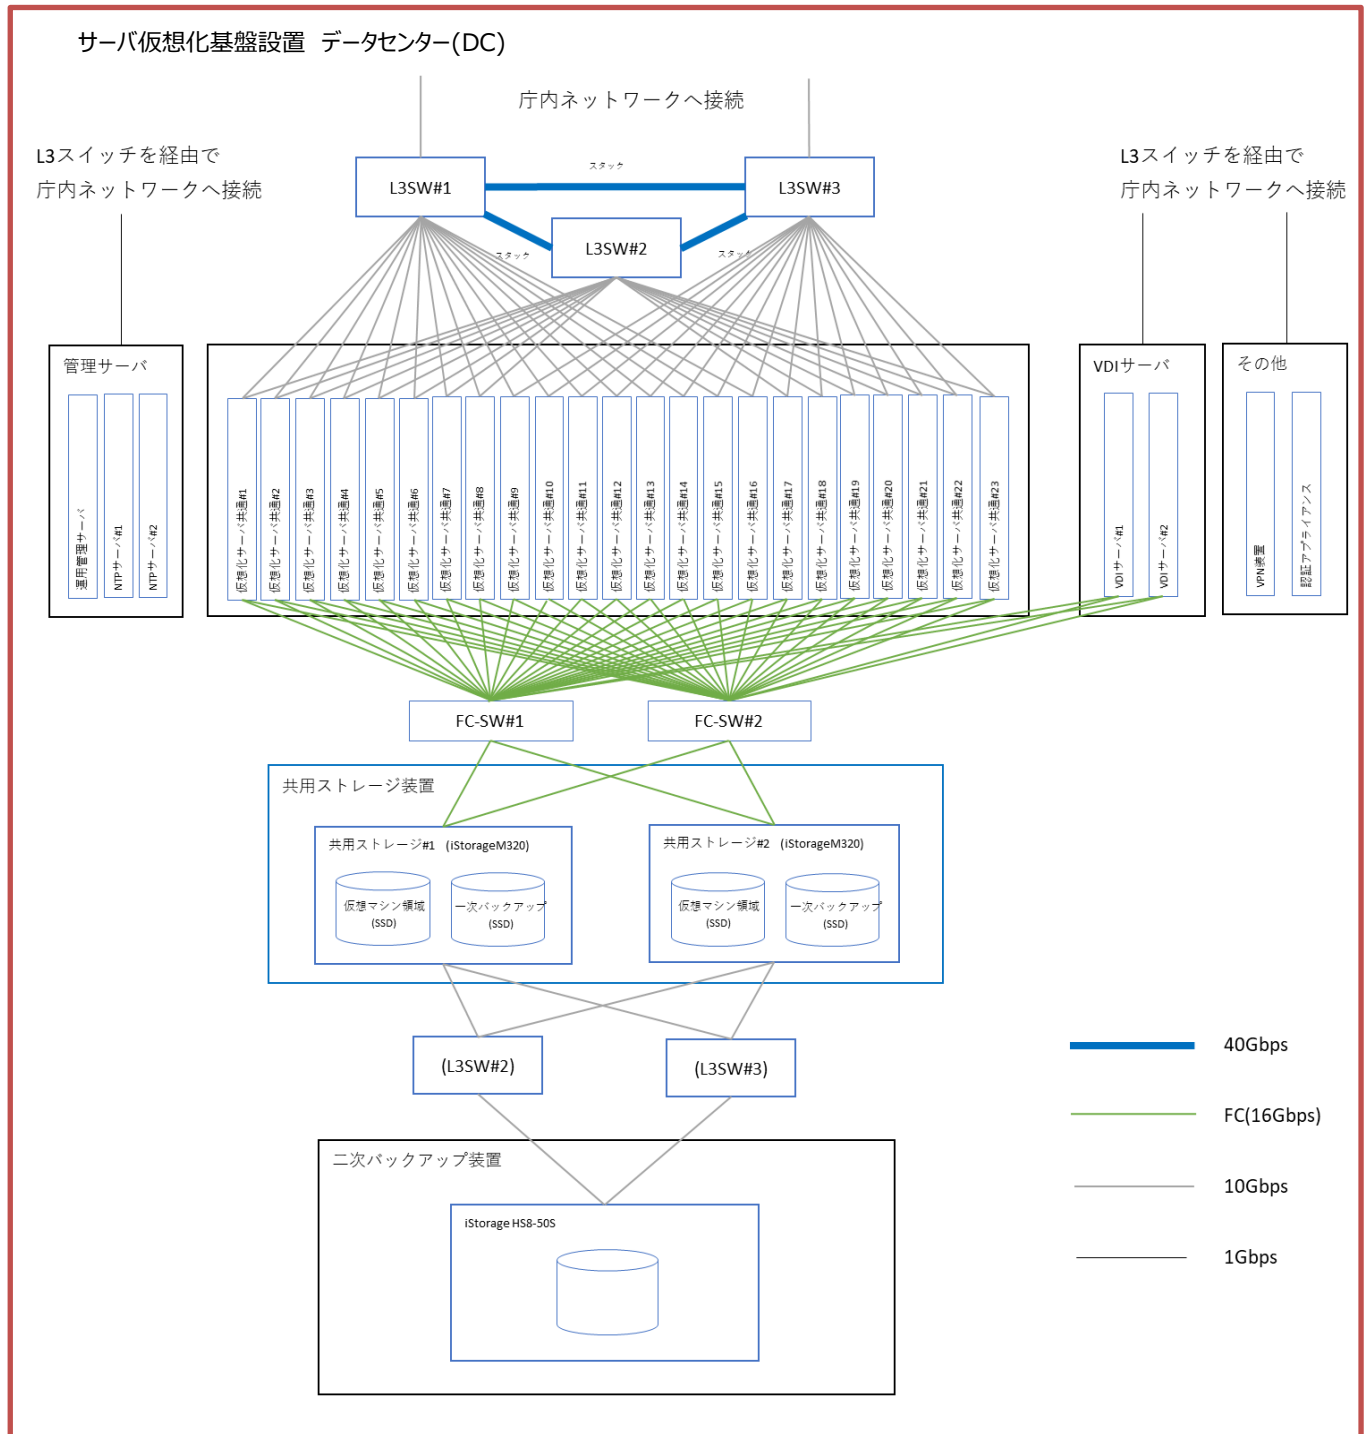 サーバ仮想化基盤設置 データセンター(DC)
庁内ネットワークへ接続
L3スイッチを経由で
庁内ネットワークへ接続
L3スイッチを経由で
庁内ネットワークへ接続
L3SW#1
スタック
L3SW#3
L3SW#2
スタック
スタック
管理サーバ
運用管理サーバ
NTPサーバ#1
NTPサーバ#2
仮想化サーバ共通#1
仮想化サーバ共通#2
仮想化サーバ共通#3
仮想化サーバ共通#4
仮想化サーバ共通#5
仮想化サーバ共通#6
仮想化サーバ共通#7
仮想化サーバ共通#8
仮想化サーバ共通#9
仮想化サーバ共通#10
仮想化サーバ共通#11
仮想化サーバ共通#12
仮想化サーバ共通#13
仮想化サーバ共通#14
仮想化サーバ共通#15
仮想化サーバ共通#16
仮想化サーバ共通#17
仮想化サーバ共通#18
仮想化サーバ共通#19
仮想化サーバ共通#20
仮想化サーバ共通#21
仮想化サーバ共通#22
仮想化サーバ共通#23
VDIサーバ
VDIサーバ#1
VDIサーバ#2
その他
VPN装置
認証アプライアンス
FC-SW#1
FC-SW#2
共用ストレージ装置
共用ストレージ#1 (iStorageM320)
仮想マシン領域
(SSD)
一次バックアップ
(SSD)
共用ストレージ#2 (iStorageM320)
仮想マシン領域
(SSD)
一次バックアップ
(SSD)
(L3SW#2)
(L3SW#3)
二次バックアップ装置
iStorage HS8-50S
40Gbps
FC(16Gbps)
10Gbps
1Gbps